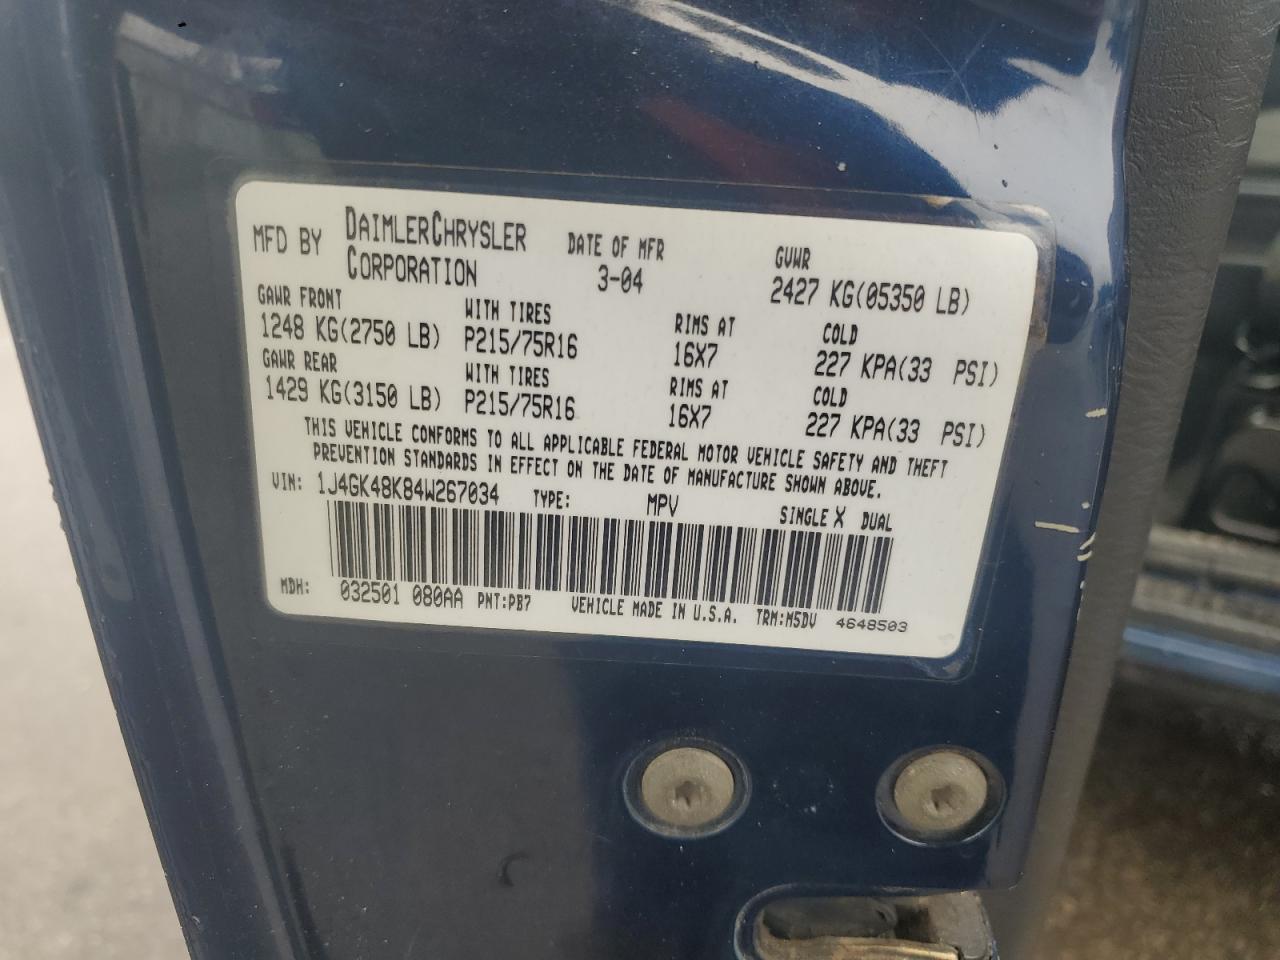 MFD BY DAIMLERCHRYSLER CORPORATION DATE OF MFR 3-04 GVWR 2427 KG(05350 LB)
GAWR FRONT WITH TIRES RIMS AT COLD
1248 KG(2750 LB) P215/75R16 16X7 227 KPA(33 PSI)
GAWR REAR WITH TIRES RIMS AT COLD
1429 KG(3150 LB) P215/75R16 16X7 227 KPA(33 PSI)
THIS VEHICLE CONFORMS TO ALL APPLICABLE FEDERAL MOTOR VEHICLE SAFETY AND THEFT
PREVENTION STANDARDS IN EFFECT ON THE DATE OF MANUFACTURE SHOWN ABOVE.
VIN: 1J4GK48K84W267034 TYPE: MPV SINGLE X DUAL
MDH: 032501 080AA PNT:PB7 VEHICLE MADE IN U.S.A. TRM:M5DV 4648503